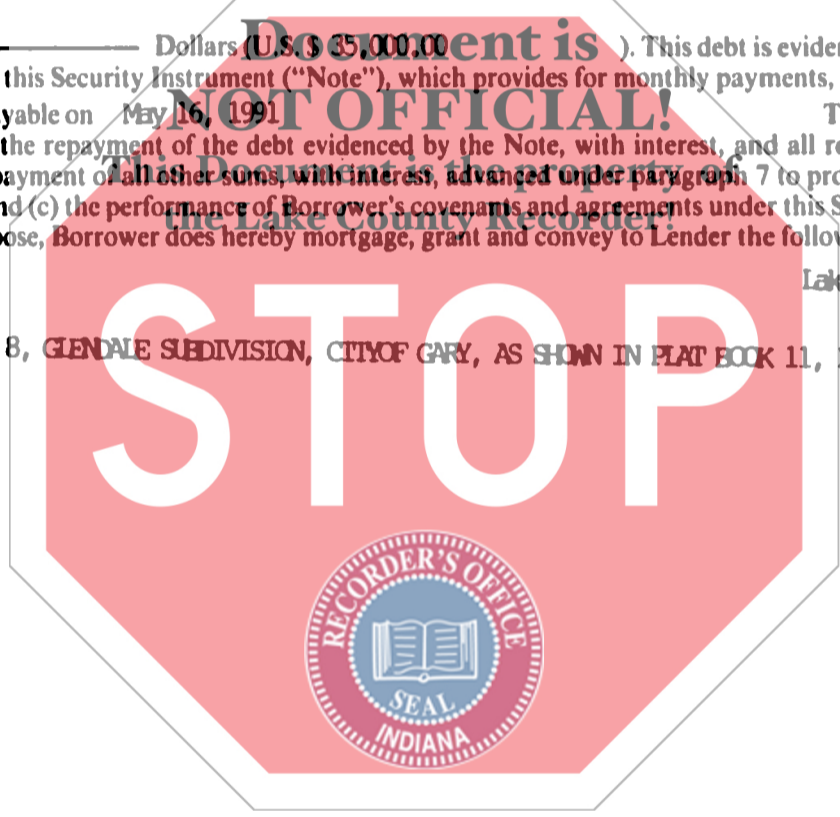 Document is
Dollars (U.S. $ 35,000.00 ). This debt is evide
this Security Instrument (“Note”), which provides for monthly payments,
yable on May 16, 1991 T
NOT OFFICIAL!
the repayment of the debt evidenced by the Note, with interest, and all re
This Document is the property of
payment of all other sums, with interest, advanced under paragraph 7 to pro
nd (c) the performance of Borrower's covenants and agreements under this S
the Lake County Recorder!
ose, Borrower does hereby mortgage, grant and convey to Lender the follow
Lak
8, GLENDALE SUBDIVISION, CITYOF GARY, AS SHOWN IN PLAT BOOK 11,
STOP
RECORDER'S OFFICE
SEAL
INDIANA